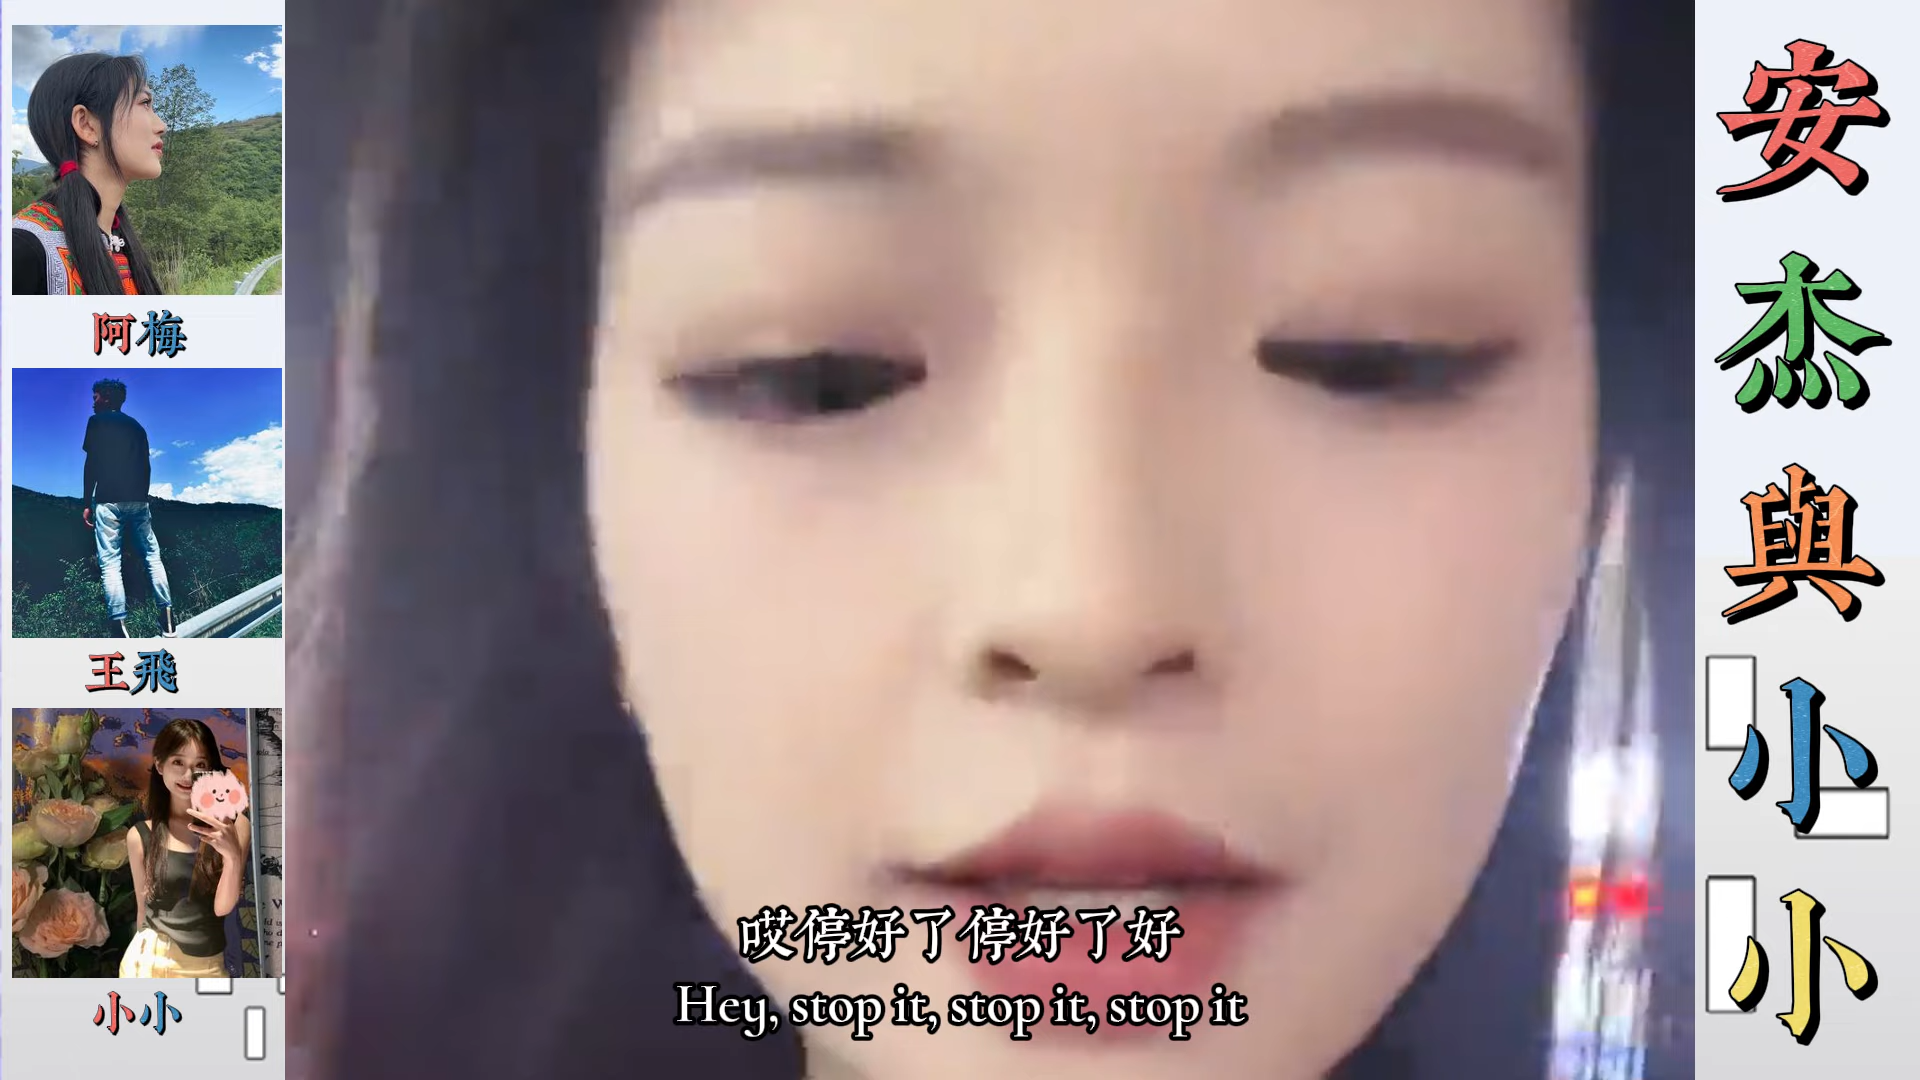 阿梅
王飛
小小
哎停好了停好了好
Hey, stop it, stop it, stop it
安杰與小小